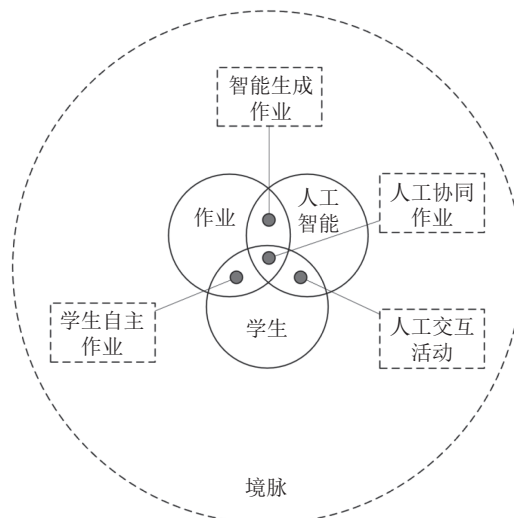 智能生成
作业
作业
人工
智能
人工协同
作业
学生自主
作业
学生
人工交互
活动
境脉